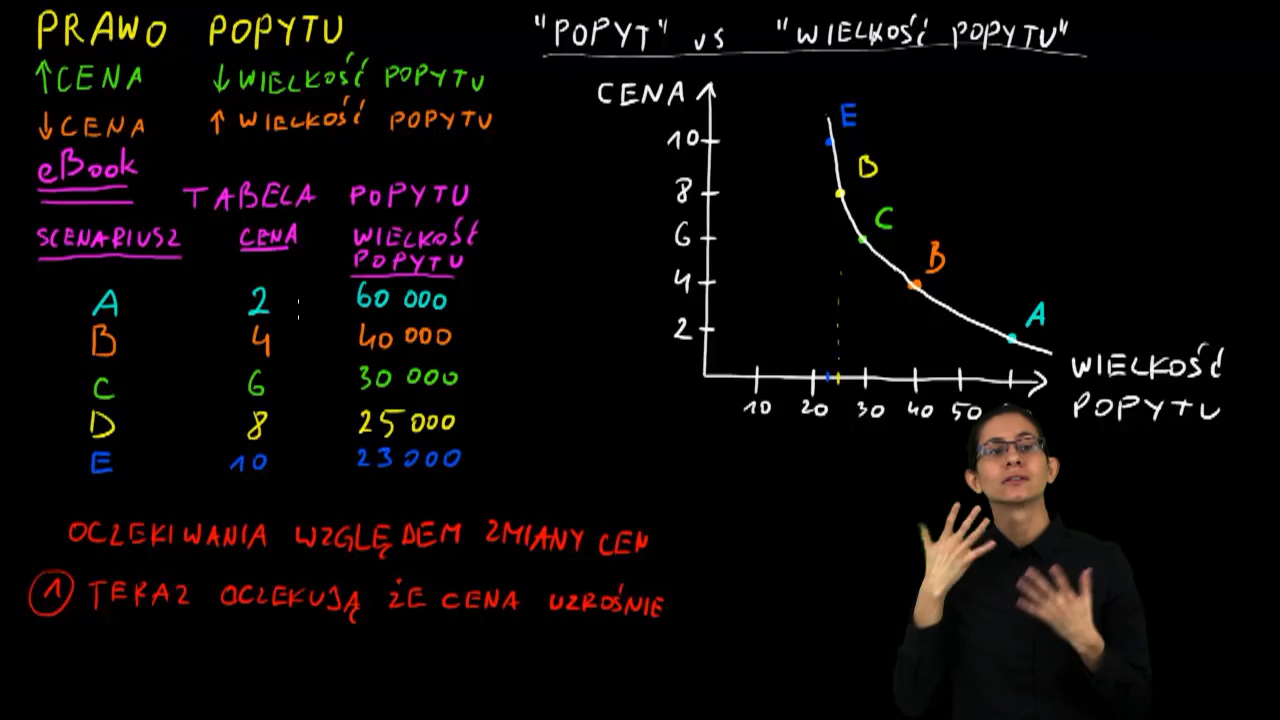 PRAWO POPYTU
↑ CENA ↓ WIELKOŚĆ POPYTU
↓ CENA ↑ WIELKOŚĆ POPYTU
eBook
TABELA POPYTU
SCENARIUSZ CENA WIELKOŚĆ POPYTU
A 2 60 000
B 4 40 000
C 6 30 000
D 8 25 000
E 10 23 000
OCZEKIWANIA WZGLĘDEM ZMIANY CEN
1 TERAZ OCZEKUJĄ ŻE CENA WZROŚNIE
"POPYT" vs "WIELKOŚĆ POPYTU"
CENA
E
10
B
8
C
6
B
4
A
2
WIELKOŚĆ
POPYTU
10 20 30 40 50